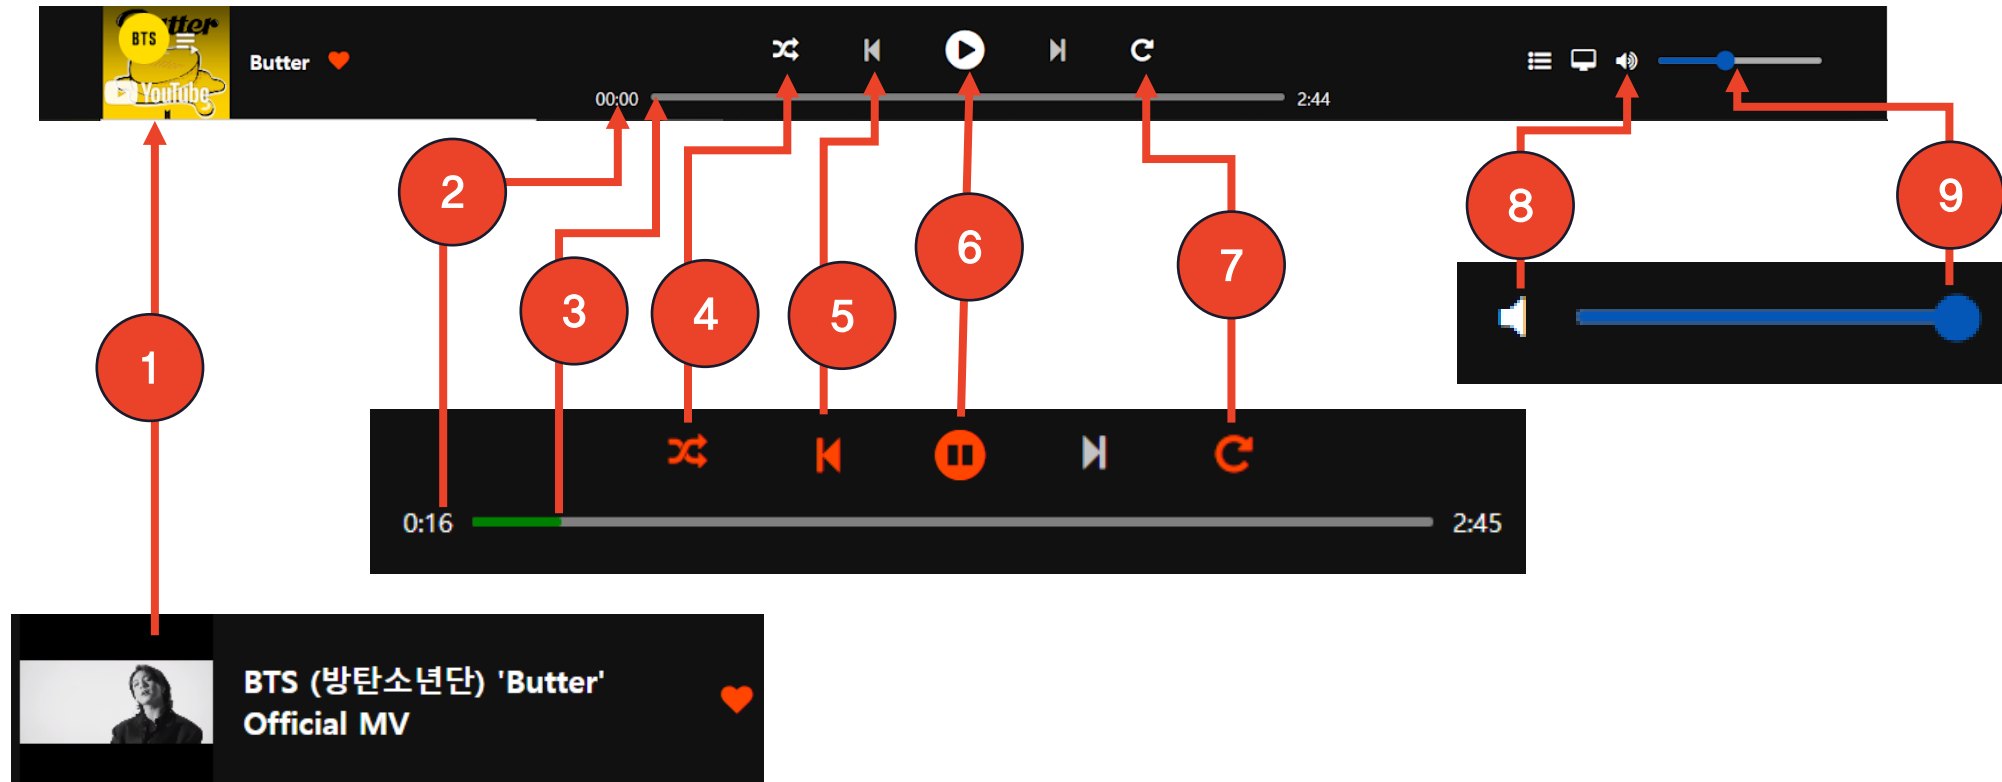 Butter
BTS
YouTube
Butter
00:00
2:44
1
2
3
4
5
6
7
8
9
0:16
2:45
BTS (방탄소년단) 'Butter'
Official MV